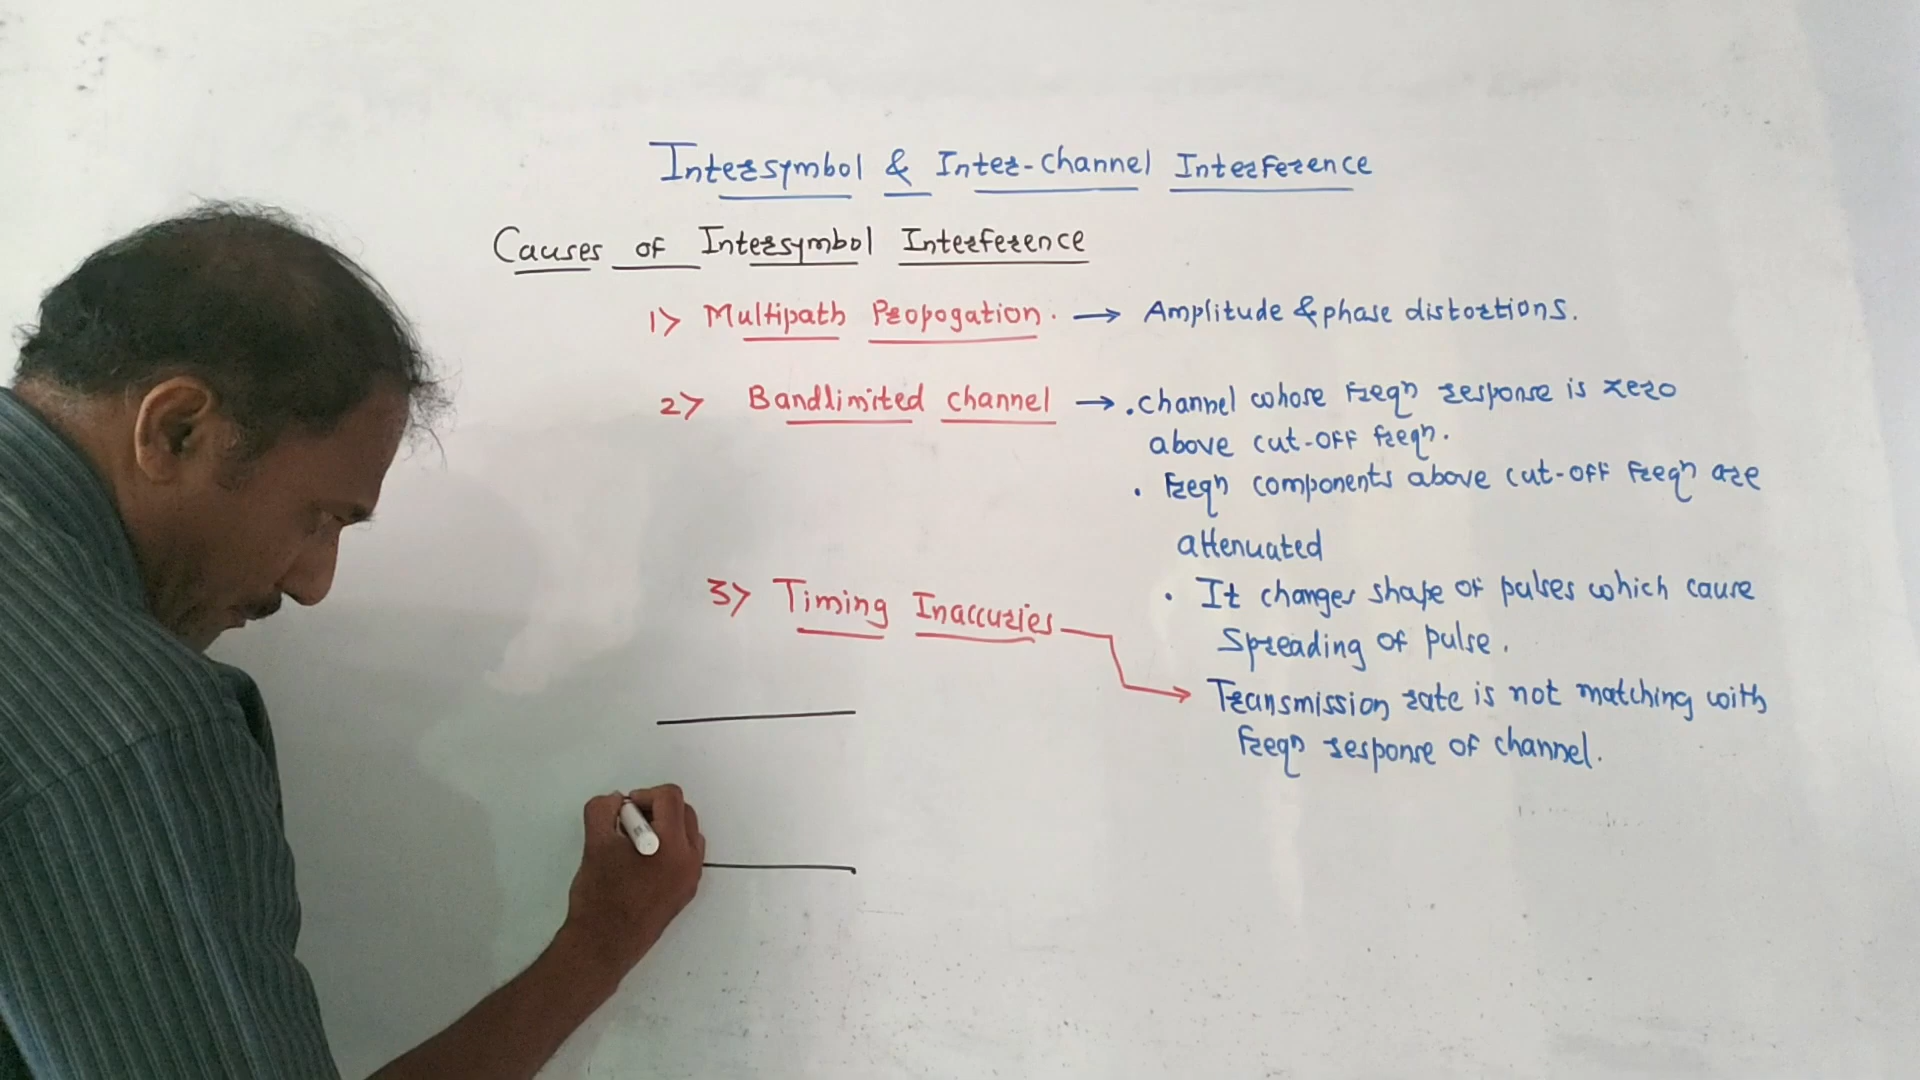 Intersymbol & Inter-channel Interference
Causes of Intersymbol Interference
1> Multipath Propogation. → Amplitude & phase distortions.
2> Bandlimited channel → . channel whose freqn response is zero
above cut-off freqn.
. freqn components above cut-off freqn are
attenuated
3> Timing Inaccuries
. It changes shape of pulses which cause
spreading of pulse.
→ Transmission rate is not matching with
freqn response of channel.